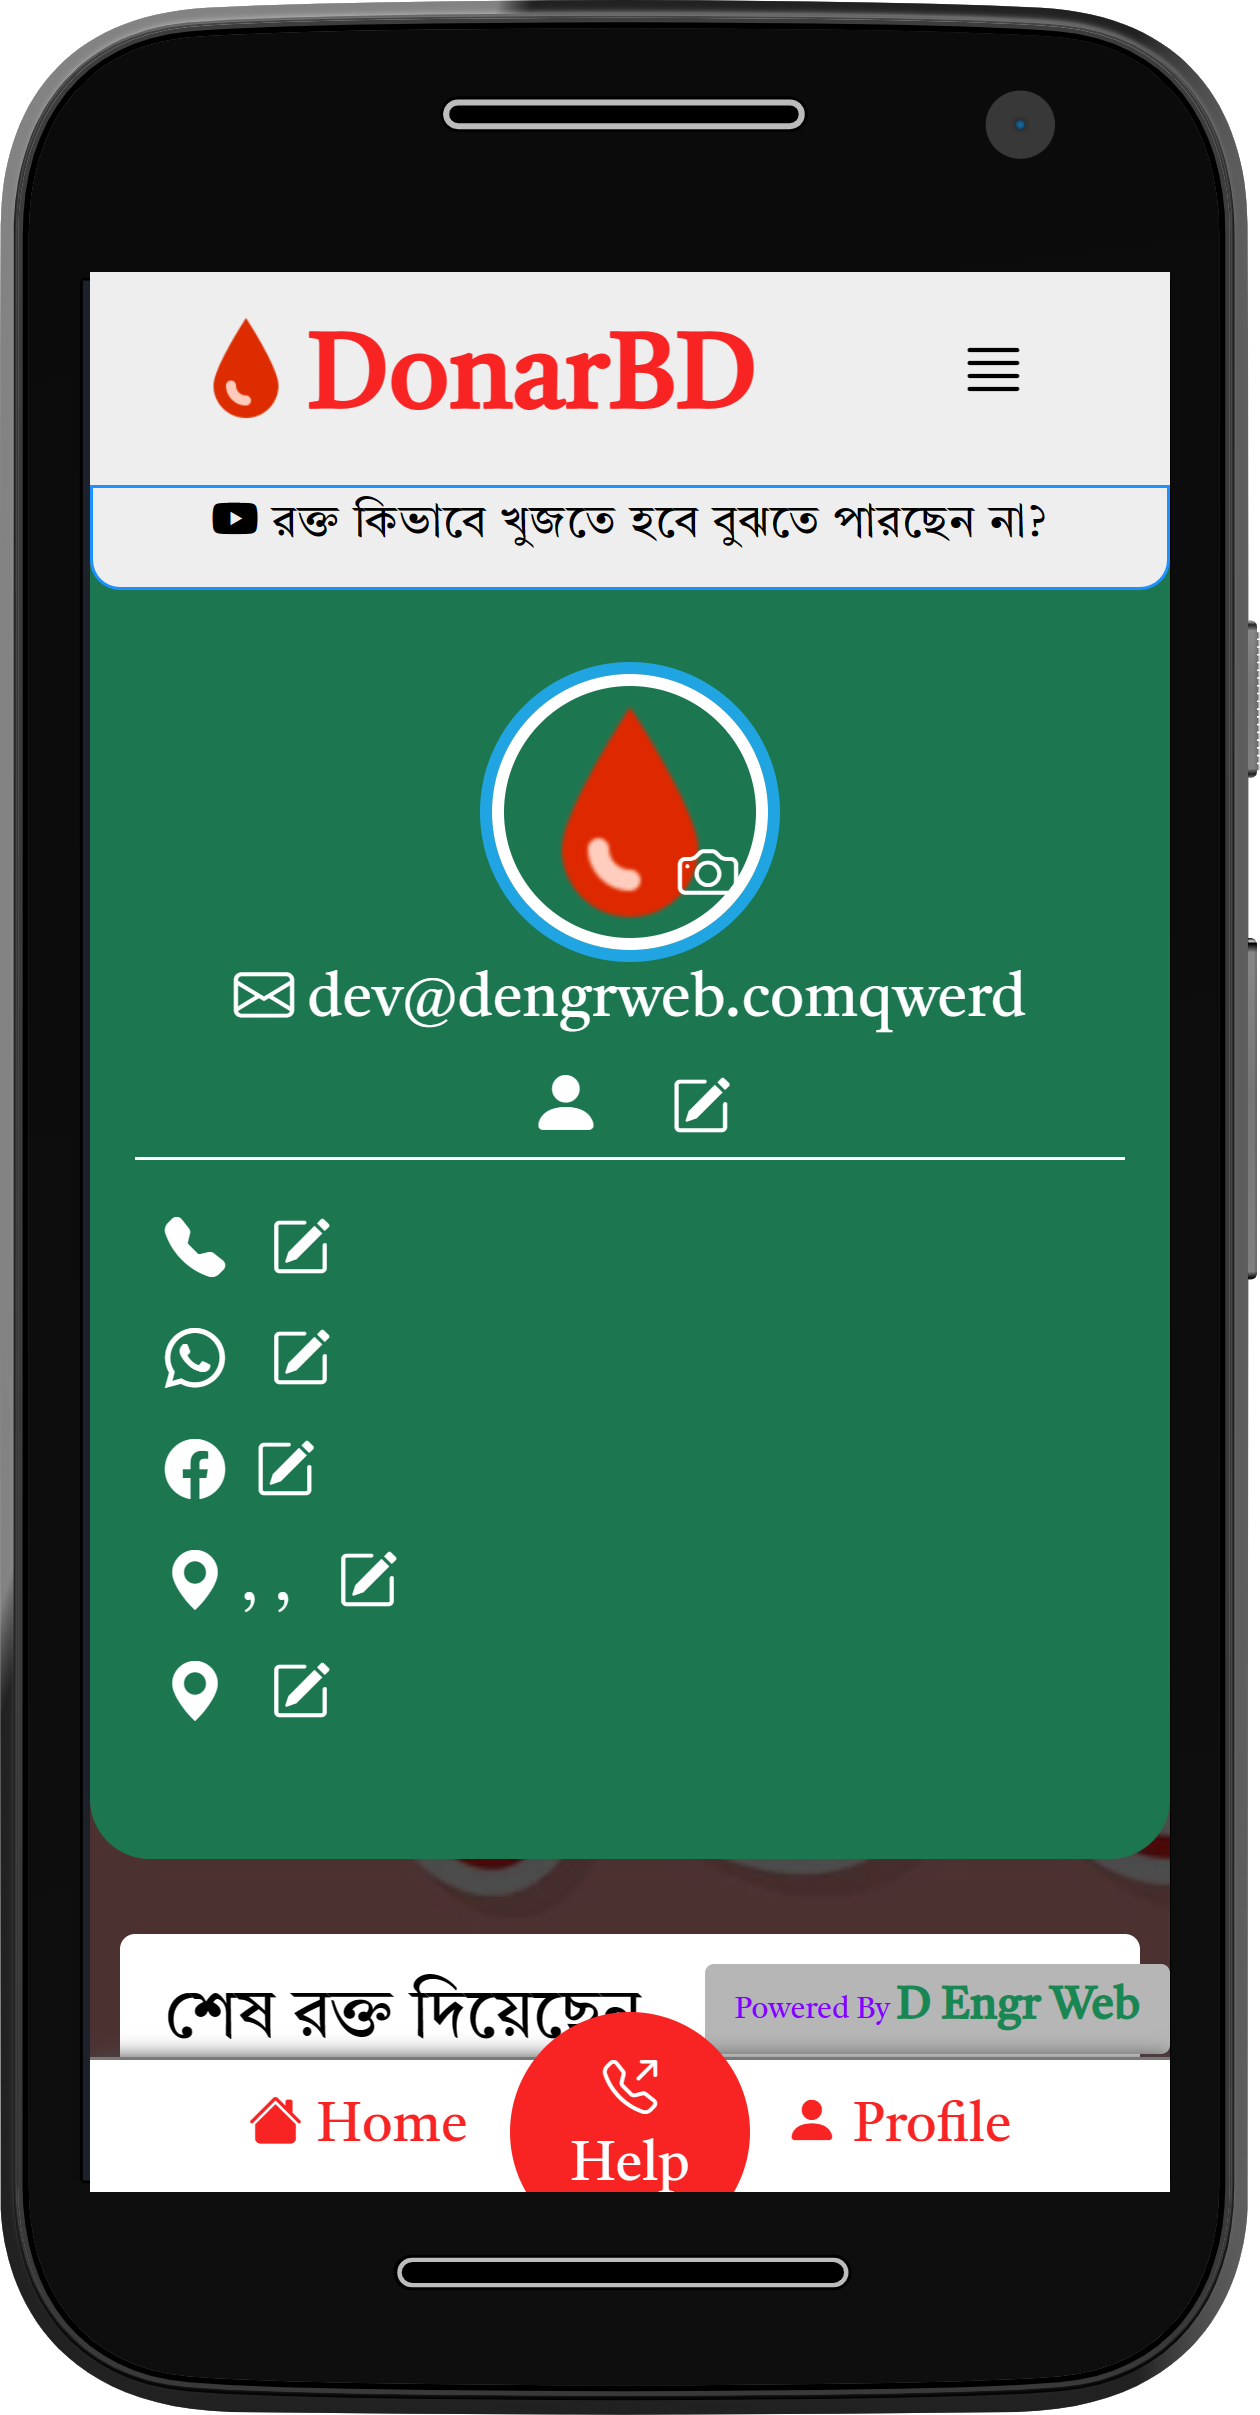 DonarBD
রক্ত কিভাবে খুজতে হবে বুঝতে পারছেন না?
dev@dengrweb.comqwerd
, ,
শেষ রক্ত দিয়েছেন
Powered By D Engr Web
Home
Help
Profile